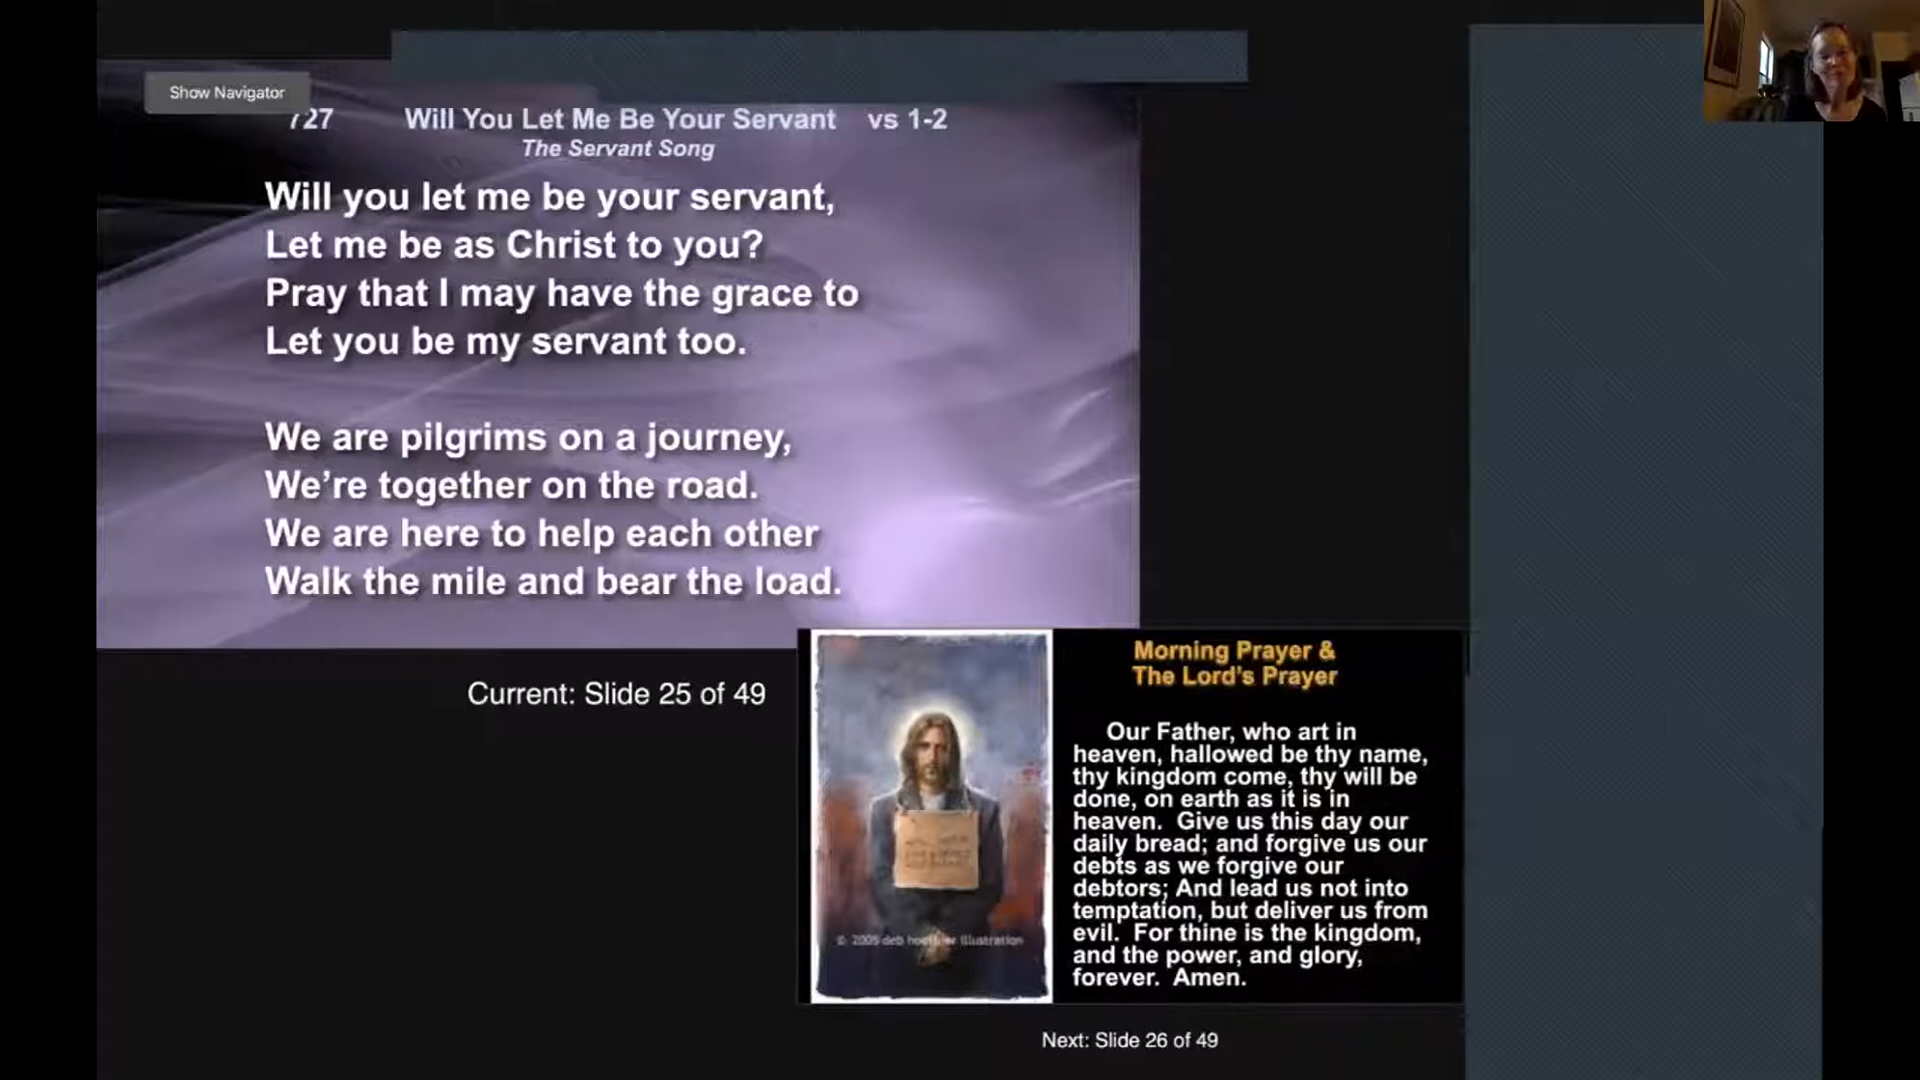 Show Navigator
727 Will You Let Me Be Your Servant vs 1-2
The Servant Song
Will you let me be your servant,
Let me be as Christ to you?
Pray that I may have the grace to
Let you be my servant too.
We are pilgrims on a journey,
We’re together on the road.
We are here to help each other
Walk the mile and bear the load.
Current: Slide 25 of 49
Morning Prayer &
The Lord’s Prayer
Our Father, who art in
heaven, hallowed be thy name,
thy kingdom come, thy will be
done, on earth as it is in
heaven. Give us this day our
daily bread; and forgive us our
debts as we forgive our
debtors; And lead us not into
temptation, but deliver us from
evil. For thine is the kingdom,
and the power, and glory,
forever. Amen.
© 2005 deb illustration
Next: Slide 26 of 49